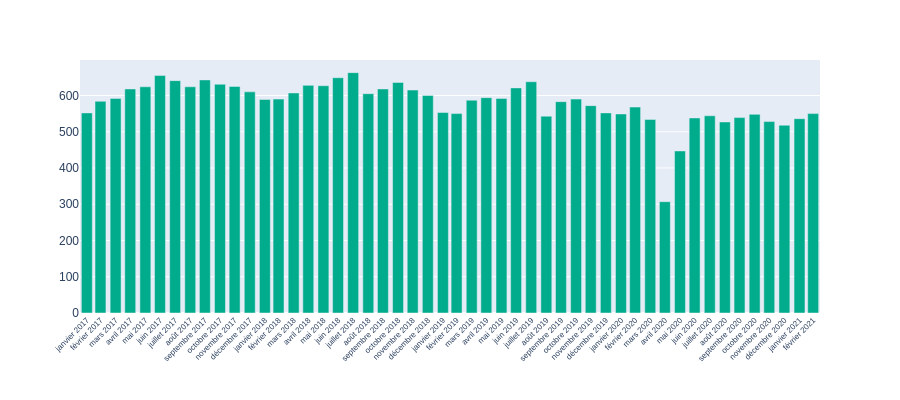 600
500
400
300
200
100
0
janvier 2017
février 2017
mars 2017
avril 2017
mai 2017
juin 2017
juillet 2017
août 2017
septembre 2017
octobre 2017
novembre 2017
décembre 2017
janvier 2018
février 2018
mars 2018
avril 2018
mai 2018
juin 2018
juillet 2018
août 2018
septembre 2018
octobre 2018
novembre 2018
décembre 2018
janvier 2019
février 2019
mars 2019
avril 2019
mai 2019
juin 2019
juillet 2019
août 2019
septembre 2019
octobre 2019
novembre 2019
décembre 2019
janvier 2020
février 2020
mars 2020
avril 2020
mai 2020
juin 2020
juillet 2020
août 2020
septembre 2020
octobre 2020
novembre 2020
décembre 2020
janvier 2021
février 2021